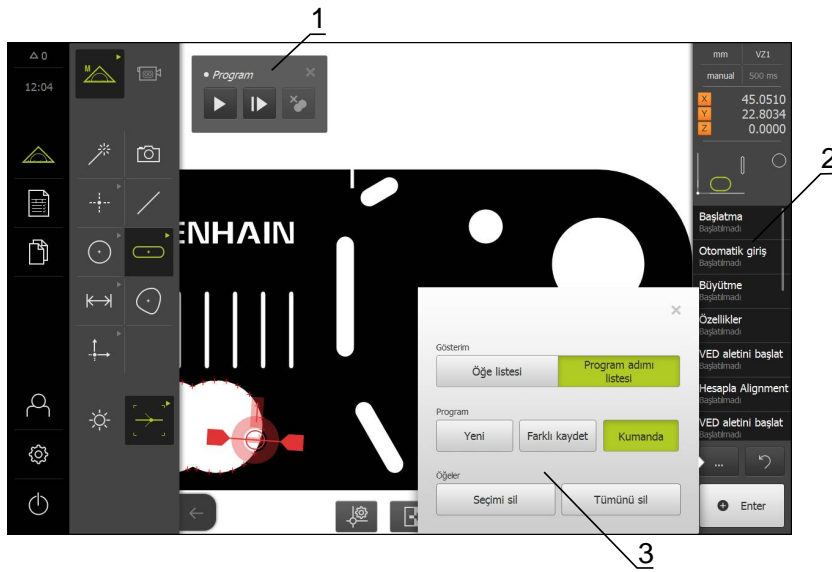 1
0
12:04
M
Program
mm VZ1
manual 500 ms
X 45.0510
Y 22.8034
Z 0.0000
2
ENHAIN
Başlatma
Başlatılmadı
Otomatik giriş
Başlatılmadı
Büyütme
Başlatılmadı
Özellikler
Başlatılmadı
VED aletini başlat
Başlatılmadı
Hesapla Alignment
Başlatılmadı
VED aletini başlat
Başlatılmadı
... 
Enter
Gösterim
Öğe listesi
Program adımı
listesi
Program
Yeni
Farklı kaydet
Kumanda
Öğeler
Seçimi sil
Tümünü sil
3